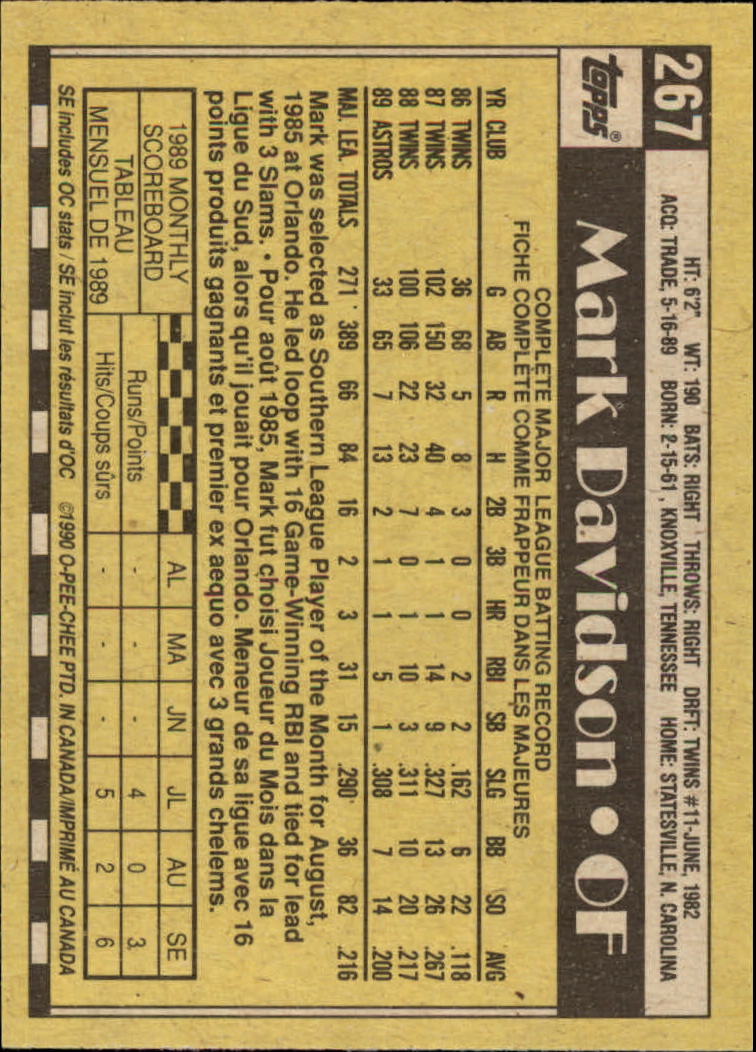 267
HT: 6'2" WT: 190 BATS: RIGHT THROWS: RIGHT DRFT: TWINS #11-JUNE, 1982
ACQ: TRADE, 5-16-89 BORN: 2-15-61, KNOXVILLE, TENNESSEE HOME: STATESVILLE, N. CAROLINA
topps®
Mark Davidson • OF
COMPLETE MAJOR LEAGUE BATTING RECORD
FICHE COMPLÈTE COMME FRAPPEUR DANS LES MAJEURES
YR CLUB G AB R H 2B 3B HR RBI SB SLG BB SO AVG
86 TWINS 36 68 5 8 3 0 0 2 2 .162 6 22 .118
87 TWINS 102 150 32 40 4 1 1 14 9 .327 13 26 .267
88 TWINS 100 106 22 23 7 0 1 10 3 .311 10 20 .217
89 ASTROS 33 65 7 13 2 1 1 5 1 .308 7 14 .200
MAJ. LEA. TOTALS 271 389 66 84 16 2 3 31 15 .290 36 82 .216
Mark was selected as Southern League Player of the Month for August,
1985 at Orlando. He led loop with 16 Game-Winning RBI and tied for lead
with 3 Slams. • Pour août 1985, Mark fut choisi Joueur du Mois dans la
Ligue du Sud, alors qu'il jouait pour Orlando. Meneur de sa ligue avec 16
points produits gagnants et premier ex aequo avec 3 grands chelems.
1989 MONTHLY
SCOREBOARD
TABLEAU
MENSUEL DE 1989
AL MA JN JL AU SE
Runs/Points - - - 4 0 3
Hits/Coups sûrs - - - 5 2 6
SE includes OC stats / SE inclut les résultats d'OC ©1990 O-PEE-CHEE PTD. IN CANADA/IMPRIMÉ AU CANADA